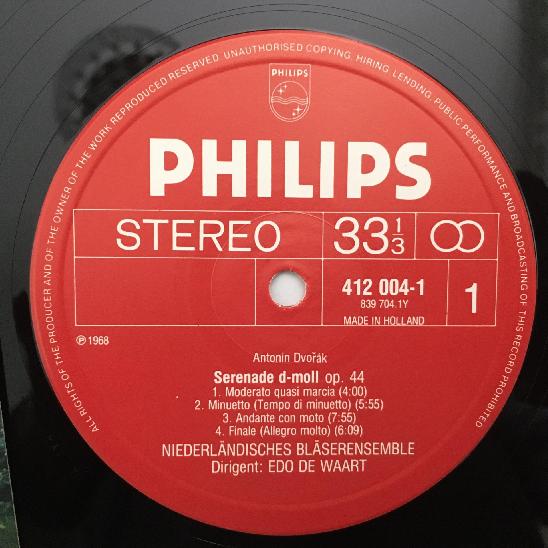 ALL RIGHTS OF THE PRODUCER AND OF THE OWNER OF THE WORK REPRODUCED RESERVED. UNAUTHORISED COPYING, HIRING, LENDING, PUBLIC PERFORMANCE AND BROADCASTING OF THIS RECORD PROHIBITED
PHILIPS
PHILIPS
STEREO 33 1/3
412 004-1 1
839 704.1Y
MADE IN HOLLAND
℗ 1968
Antonín Dvořák
Serenade d-moll op. 44
1. Moderato quasi marcia (4:00)
2. Minuetto (Tempo di minuetto) (5:55)
3. Andante con moto (7:55)
4. Finale (Allegro molto) (6:09)
NIEDERLÄNDISCHES BLÄSERENSEMBLE
Dirigent: EDO DE WAART